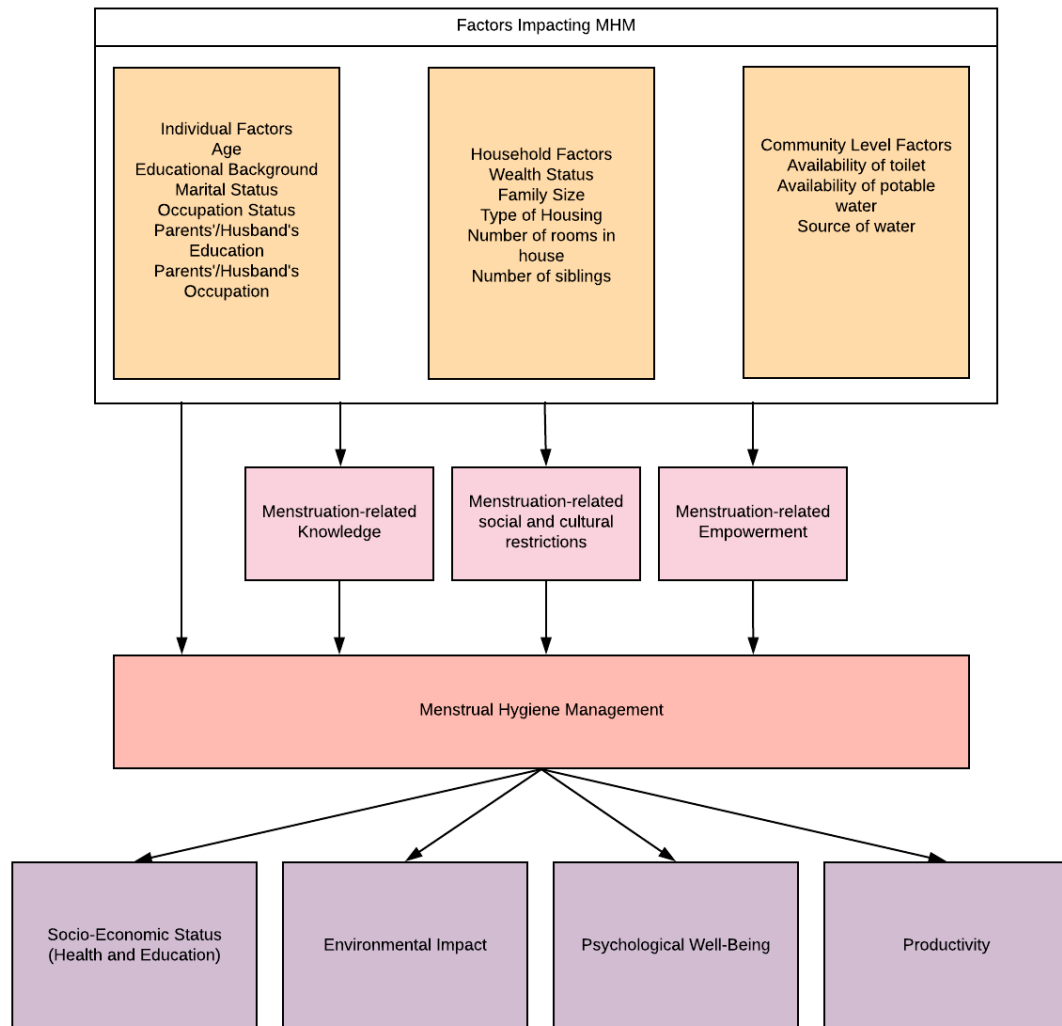 Factors Impacting MHM
Individual Factors
Age
Educational Background
Marital Status
Occupation Status
Parents'/Husband's
Education
Parents'/Husband's
Occupation
Household Factors
Wealth Status
Family Size
Type of Housing
Number of rooms in
house
Number of siblings
Community Level Factors
Availability of toilet
Availability of potable
water
Source of water
Menstruation-related
Knowledge
Menstruation-related
social and cultural
restrictions
Menstruation-related
Empowerment
Menstrual Hygiene Management
Socio-Economic Status
(Health and Education)
Environmental Impact
Psychological Well-Being
Productivity